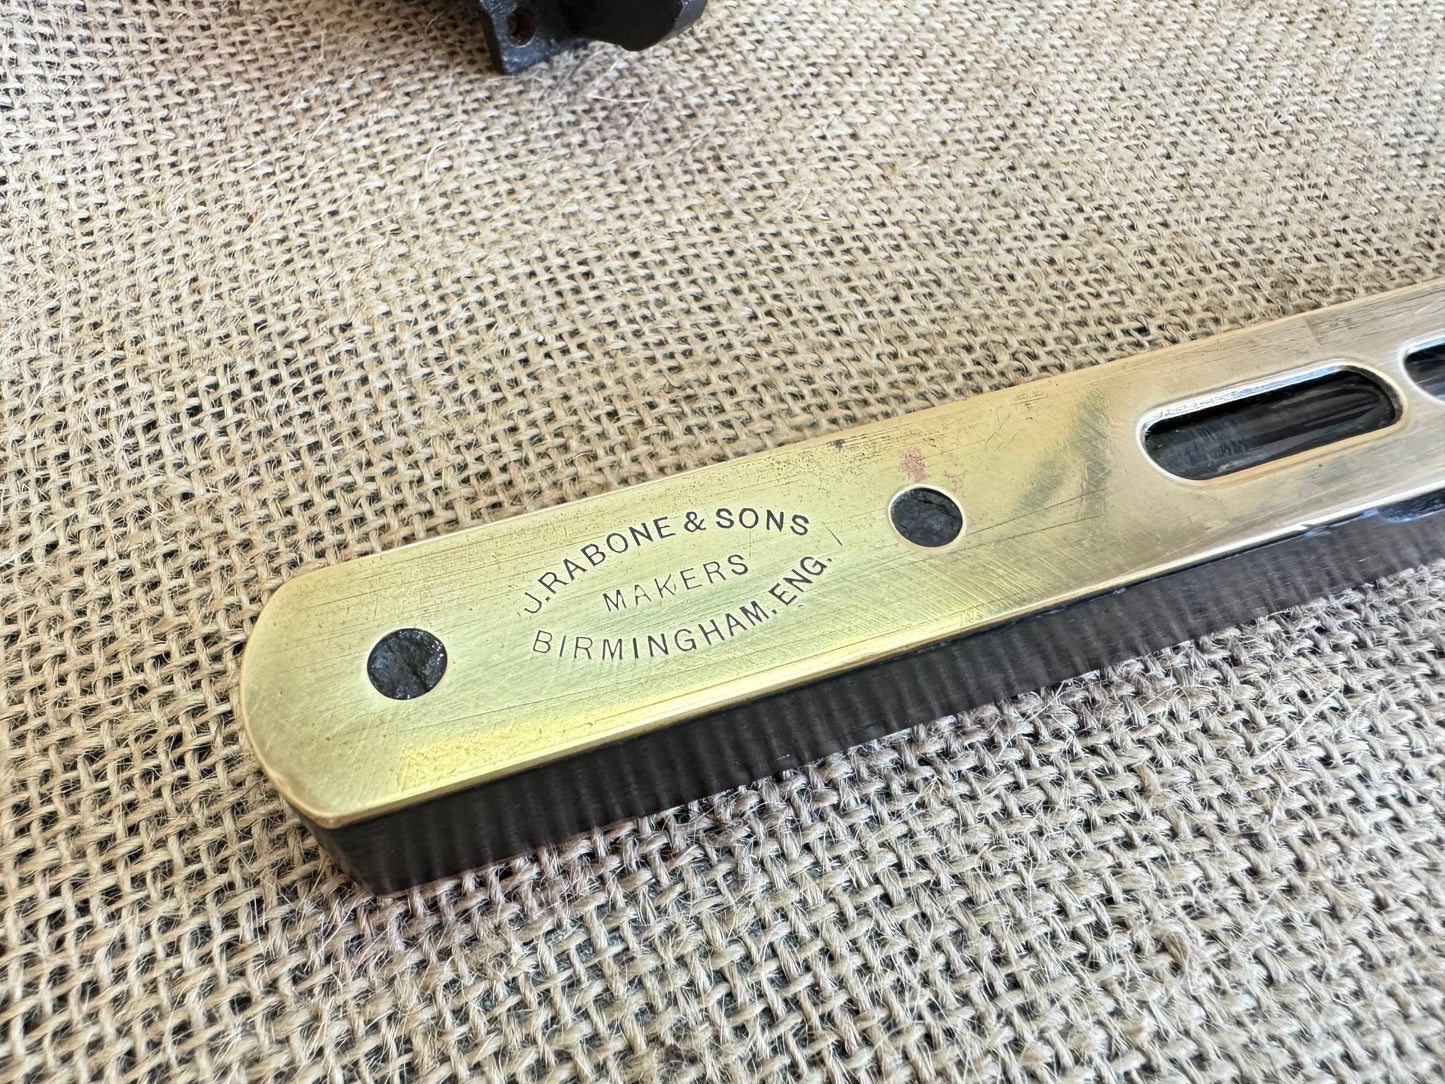 J. RABONE & SONS
MAKERS
BIRMINGHAM. ENG.